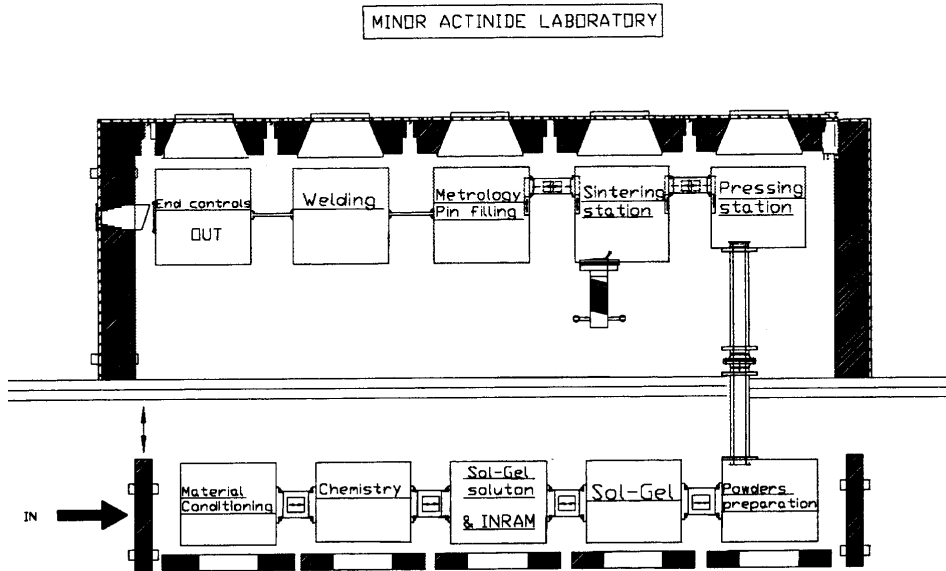 MINOR ACTINIDE LABORATORY
End controls
OUT
Welding
Metrology
Pin filling
Sintering
station
Pressing
station
IN
Material
Conditioning
Chemistry
Sol-Gel
soluton
& INRAM
Sol-Gel
Powders
preparation